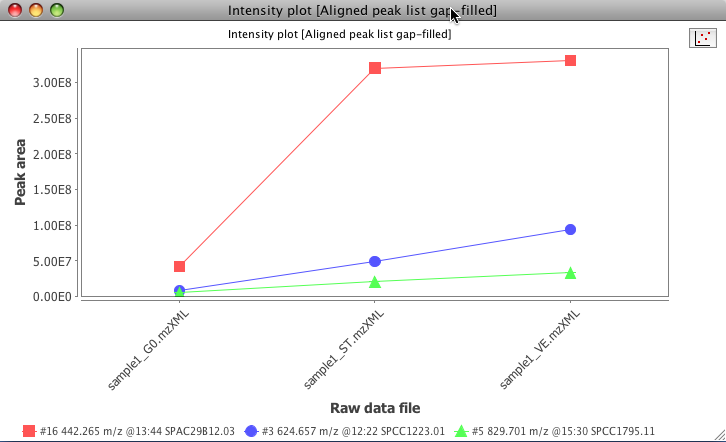 Intensity plot [Aligned peak list gap-filled]
Intensity plot [Aligned peak list gap-filled]
Peak area
3.00E8
2.50E8
2.00E8
1.50E8
1.00E8
5.00E7
0.00E0
sample1_G0.mzXML
sample1_ST.mzXML
sample1_VE.mzXML
Raw data file
#16 442.265 m/z @13:44 SPAC29B12.03 #3 624.657 m/z @12:22 SPCC1223.01 #5 829.701 m/z @15:30 SPCC1795.11